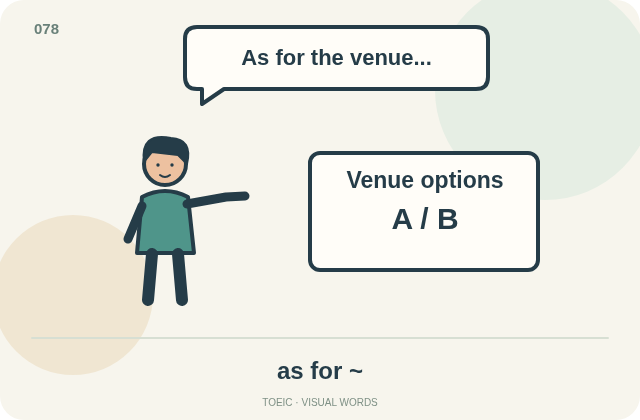 078
As for the venue...
Venue options
A / B
as for ~
TOEIC · VISUAL WORDS